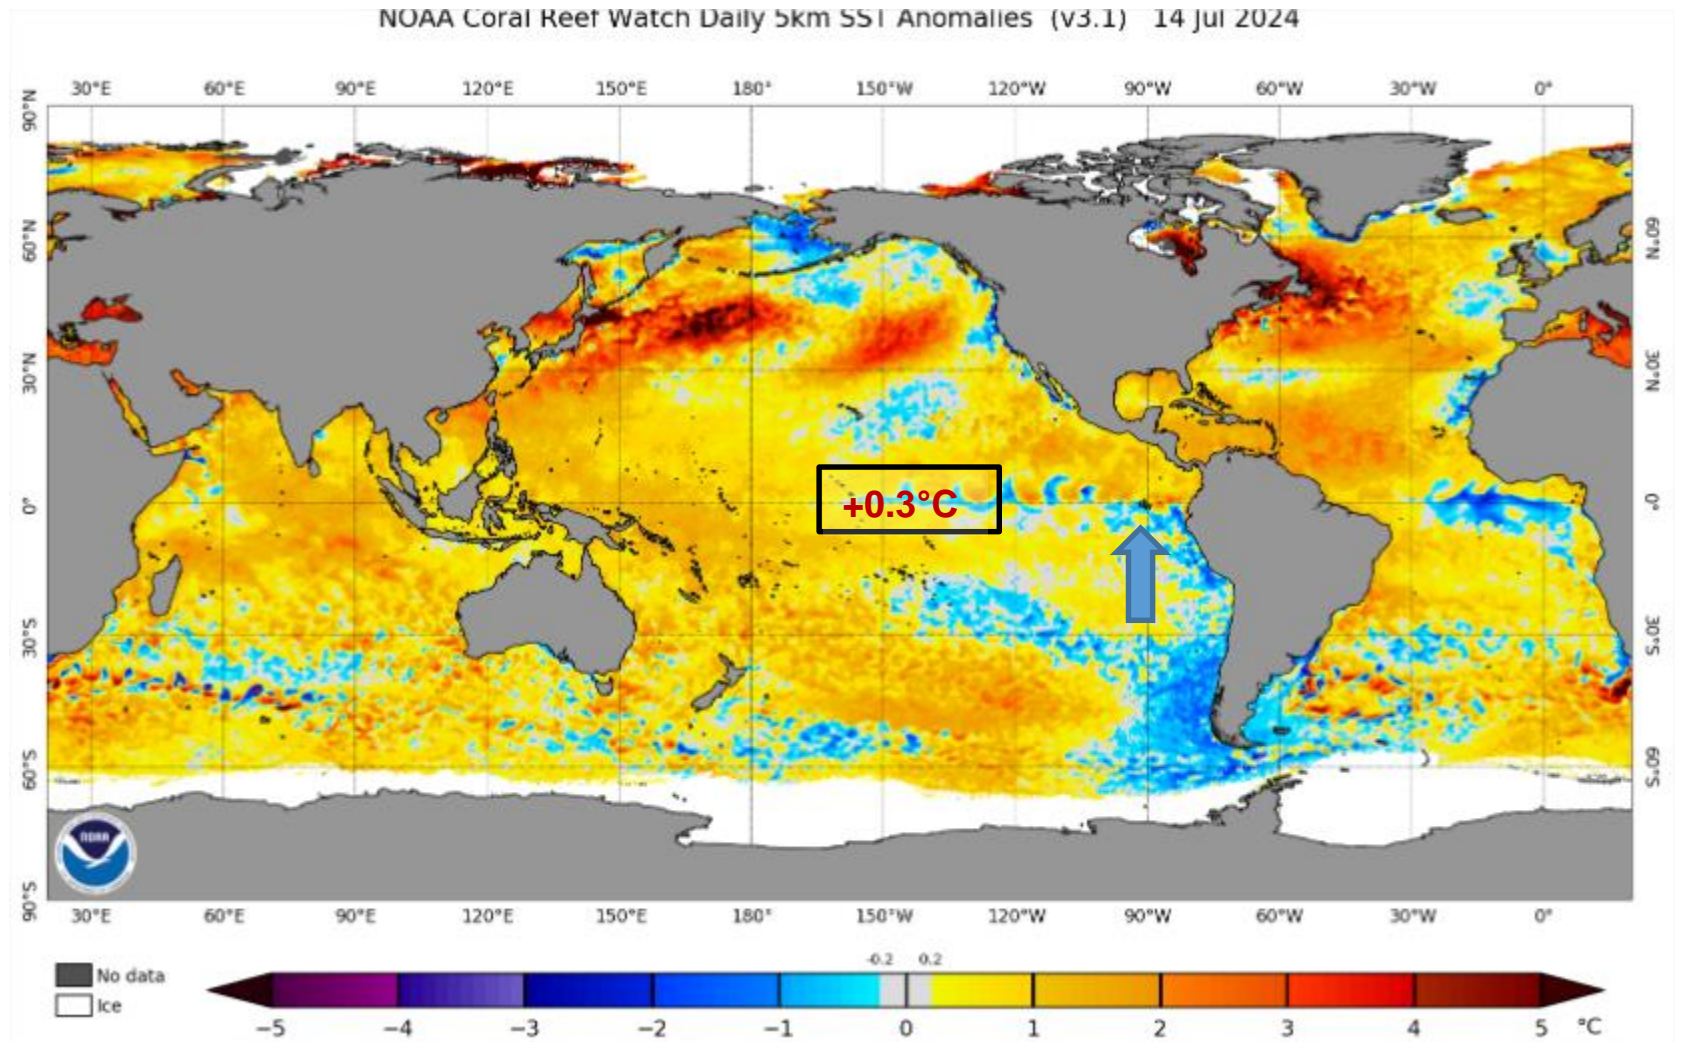 NOAA Coral Reef Watch Daily 5km SST Anomalies (v3.1) 14 Jul 2024
30°E 60°E 90°E 120°E 150°E 180° 150°W 120°W 90°W 60°W 30°W 0°
90°N
60°N 60°N
30°N 30°N
0° 0°
+0.3°C
30°S 30°S
60°S 60°S
90°S
NOAA
30°E 60°E 90°E 120°E 150°E 180° 150°W 120°W 90°W 60°W 30°W 0°
-0.2 0.2
No data
Ice
−5 −4 −3 −2 −1 0 1 2 3 4 5 °C